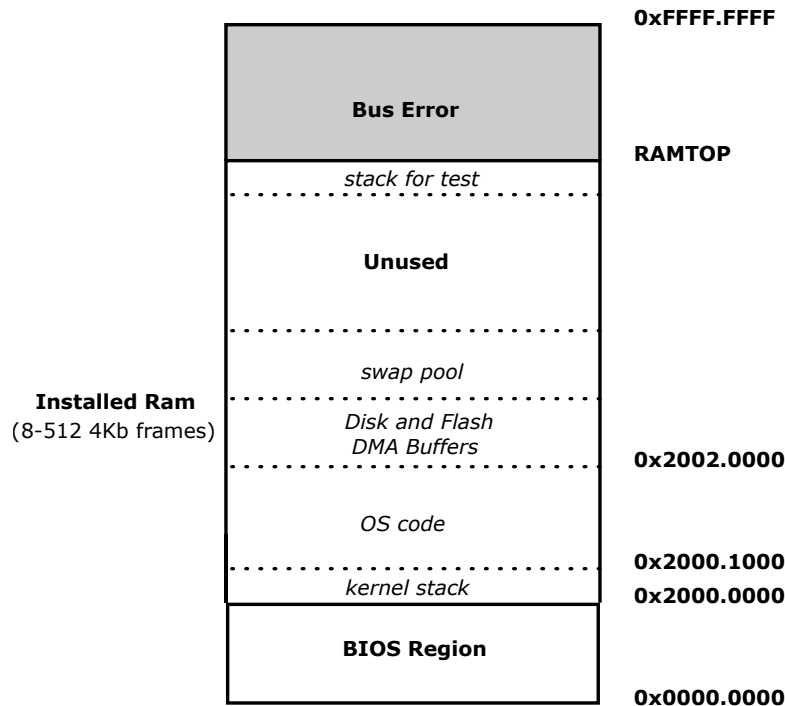 0xFFFF.FFFF
Bus Error
RAMTOP
stack for test
Unused
swap pool
Installed Ram
(8-512 4Kb frames)
Disk and Flash
DMA Buffers
0x2002.0000
OS code
0x2000.1000
kernel stack
0x2000.0000
BIOS Region
0x0000.0000